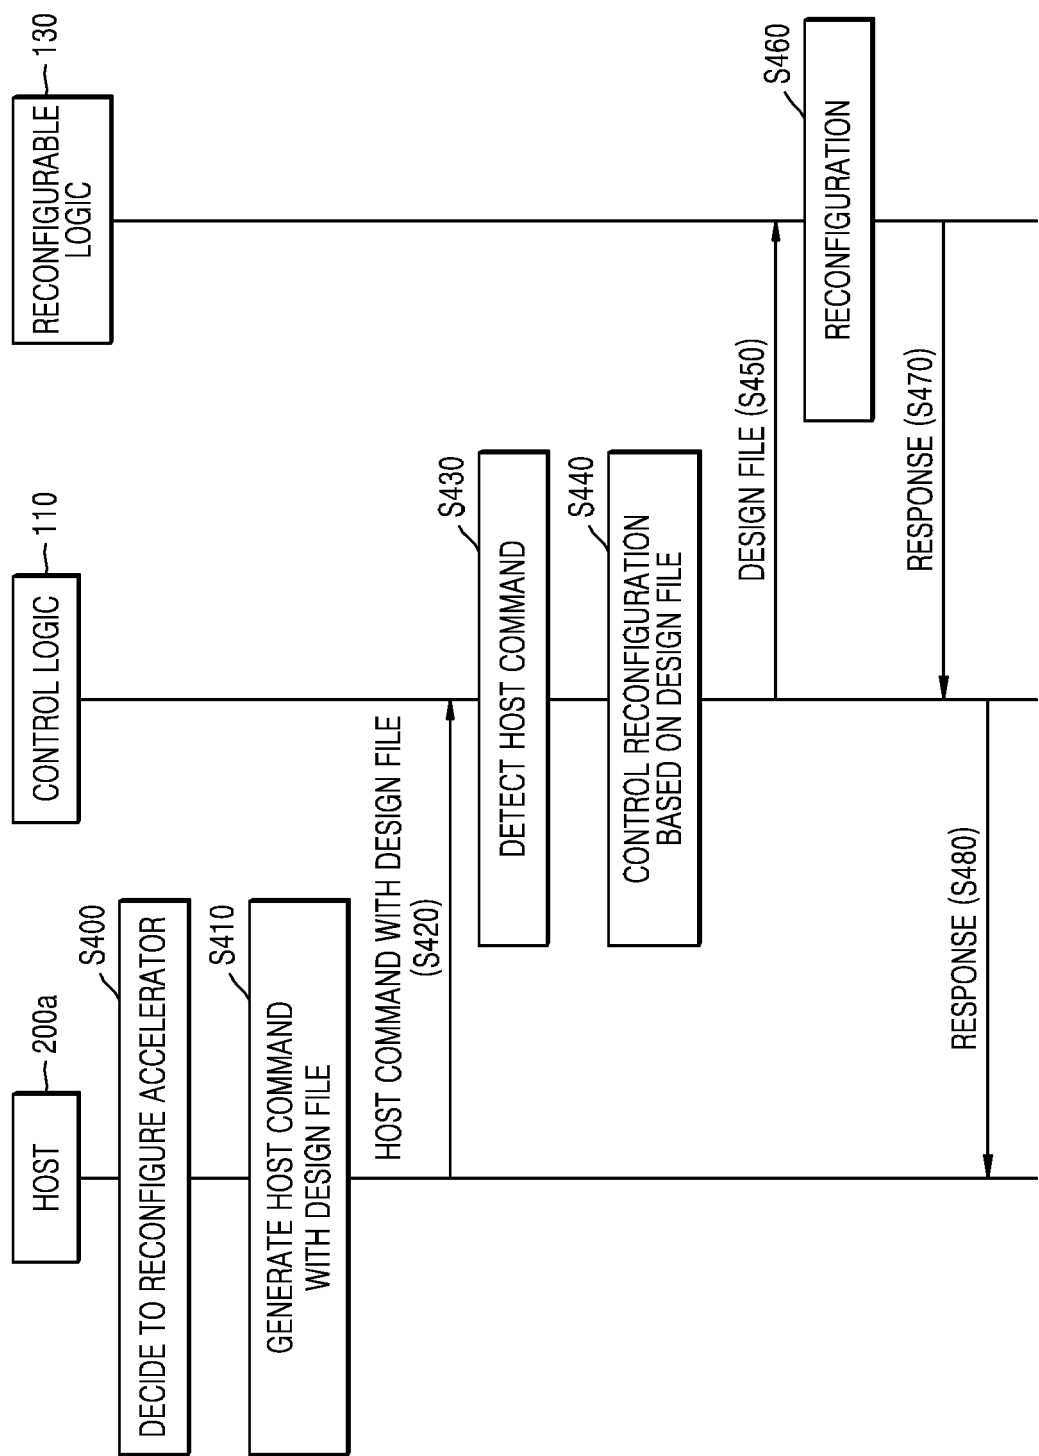 HOST
200a
CONTROL LOGIC
110
RECONFIGURABLE
LOGIC
130
S400
DECIDE TO RECONFIGURE ACCELERATOR
S410
GENERATE HOST COMMAND
WITH DESIGN FILE
HOST COMMAND WITH DESIGN FILE
(S420)
S430
DETECT HOST COMMAND
S440
CONTROL RECONFIGURATION
BASED ON DESIGN FILE
DESIGN FILE (S450)
S460
RECONFIGURATION
RESPONSE (S470)
RESPONSE (S480)